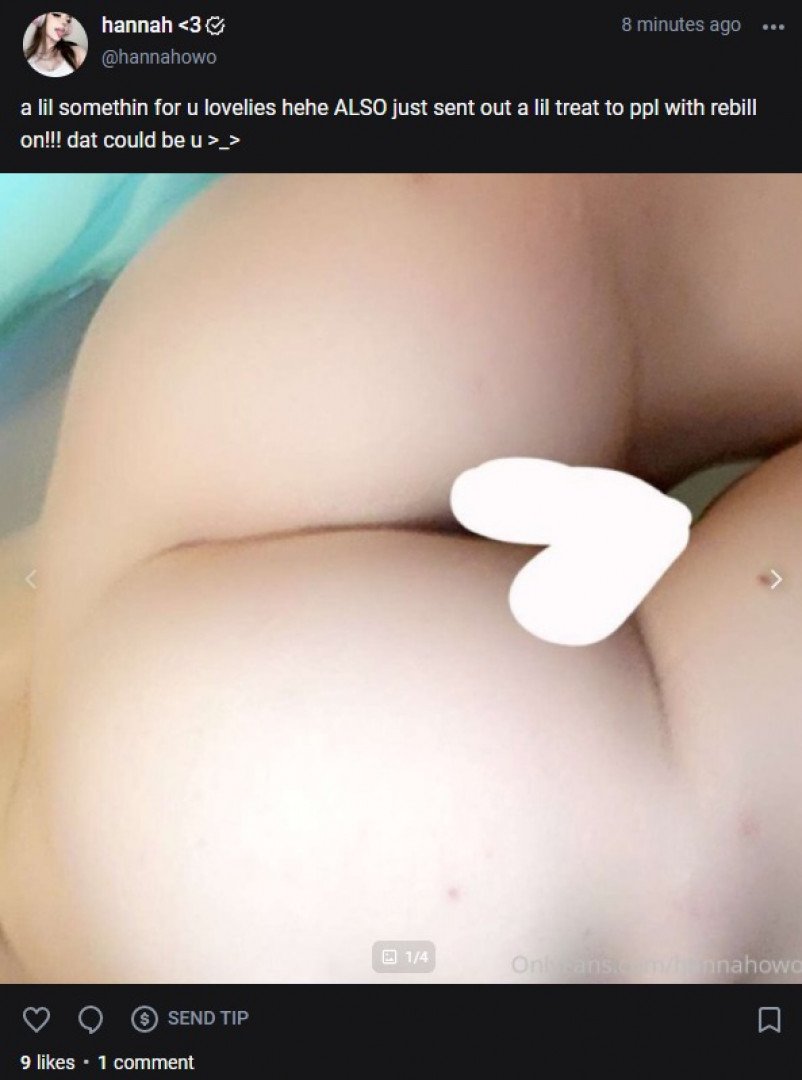 hannah <3
8 minutes ago
@hannahowo
a lil somethin for u lovelies hehe ALSO just sent out a lil treat to ppl with rebill
on!!! dat could be u >_>
1/4
OnlyFans.com/hannahowo
SEND TIP
9 likes • 1 comment